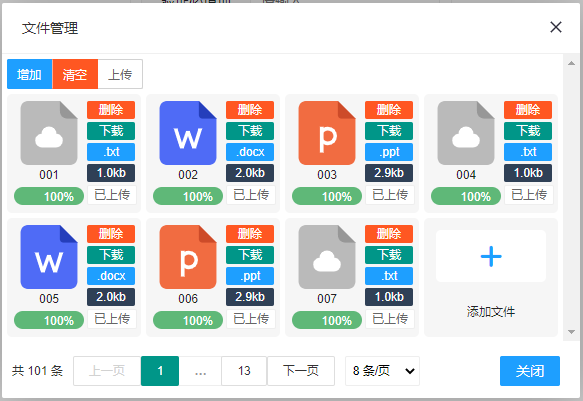 文件管理
增加 清空 上传
W
删除
下载
.txt
1.0kb
001
100% 已上传
删除
下载
.docx
2.0kb
002
100% 已上传
p
删除
下载
.ppt
2.9kb
003
100% 已上传
删除
下载
.txt
1.0kb
004
100% 已上传
W
删除
下载
.docx
2.0kb
005
100% 已上传
p
删除
下载
.ppt
2.9kb
006
100% 已上传
删除
下载
.txt
1.0kb
007
100% 已上传
添加文件
共 101 条 上一页 1 … 13 下一页 8 条/页 关闭